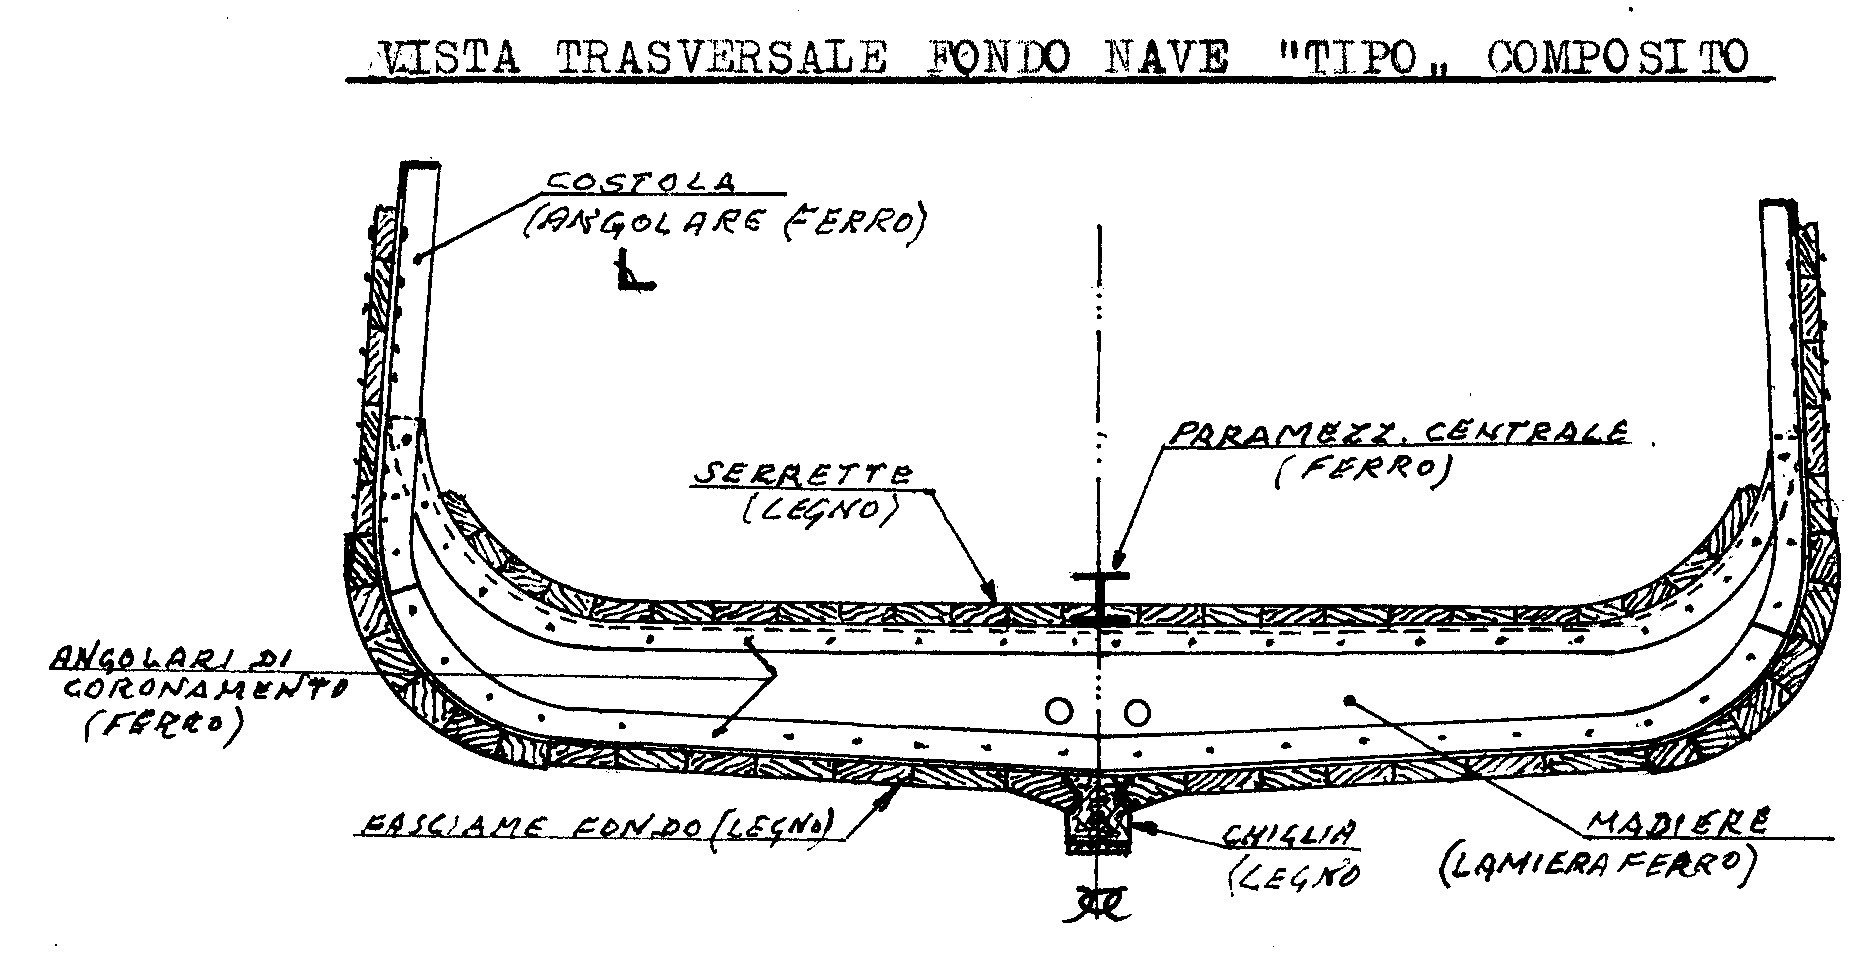 VISTA TRASVERSALE FONDO NAVE "TIPO„ COMPOSITO
COSTOLA
(ANGOLARE FERRO)
PARAMEZZ. CENTRALE
(FERRO)
SERRETTE
(LEGNO)
ANGOLARI DI
CORONAMENTO
(FERRO)
FASCIAME FONDO (LEGNO)
CHIGLIA
(LEGNO
MADIERE
(LAMIERA FERRO)